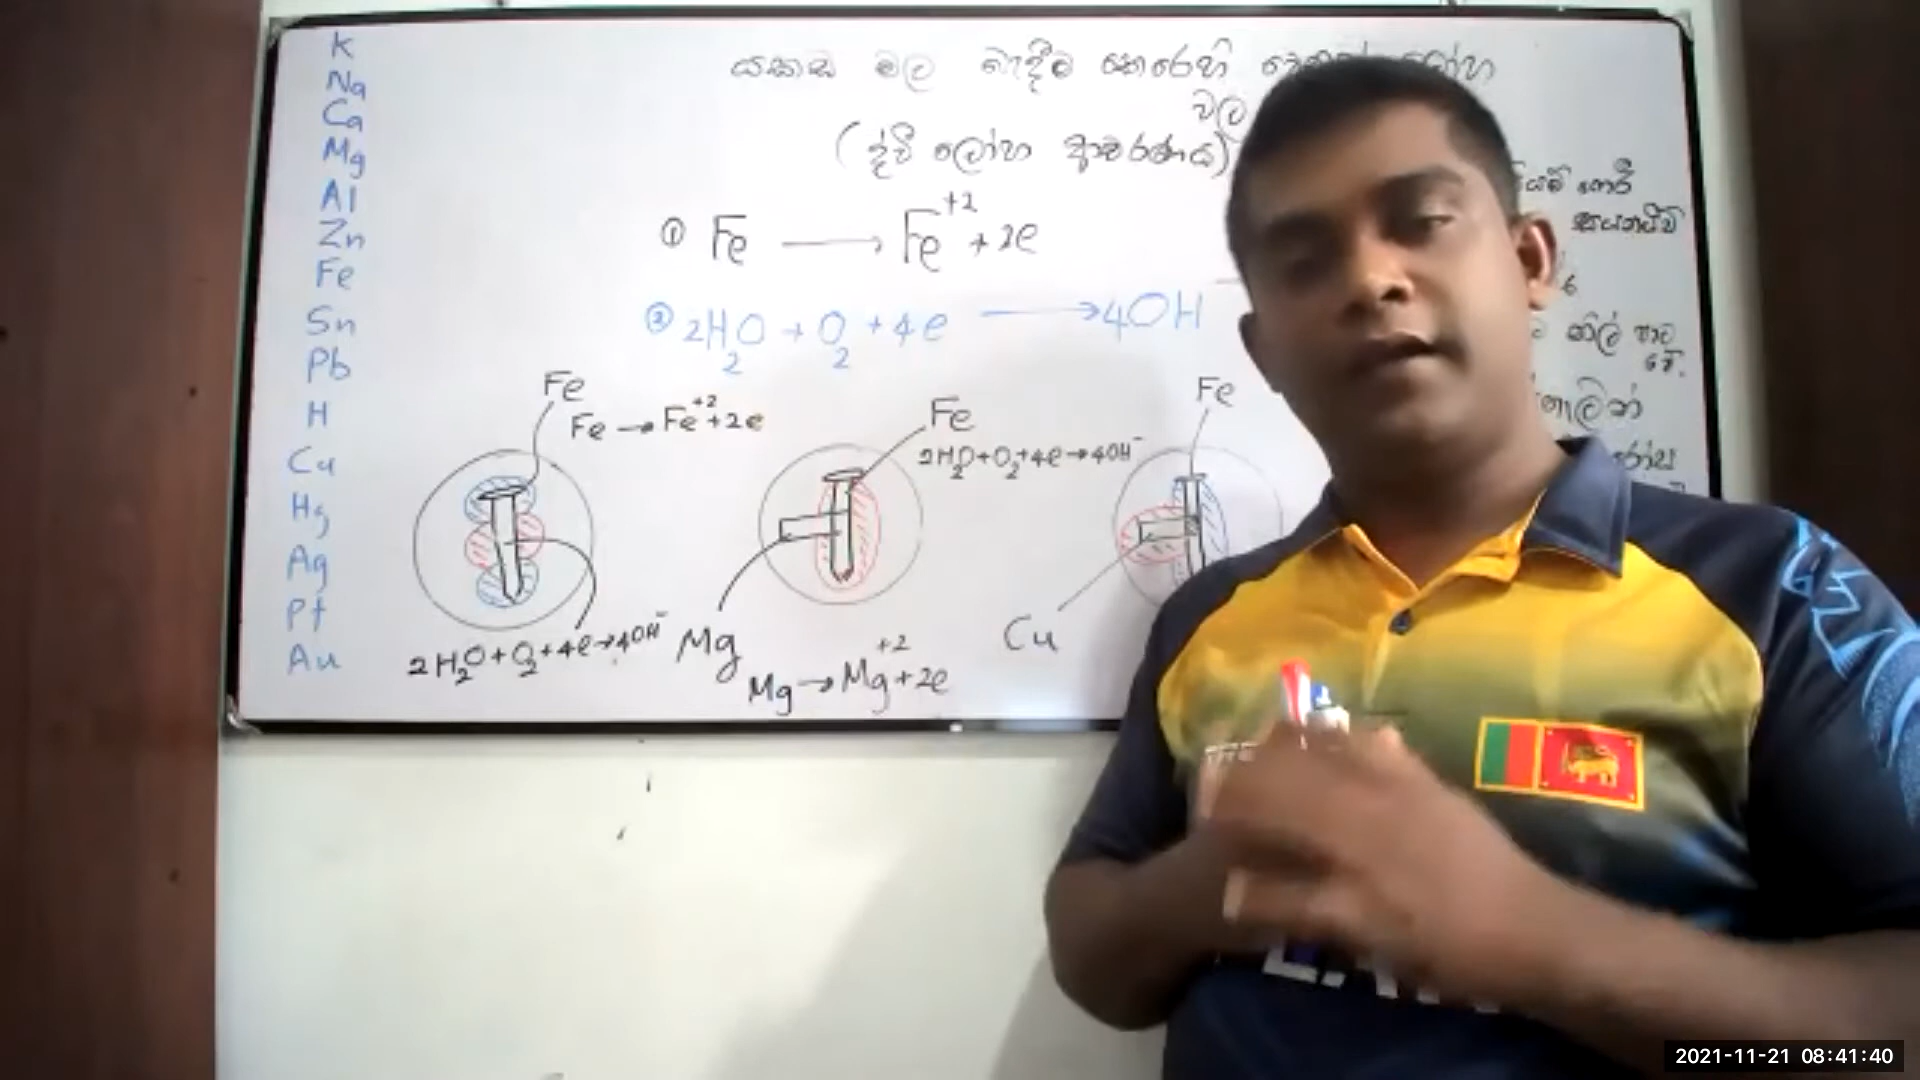 K
Na
Ca
Mg
Al
Zn
Fe
Sn
Pb
H
Cu
Hg
Ag
Pt
Au
යකඩ මල බැදීම කෙරෙහි ලෝහ
වල
(ද්වි ලෝහ ආචරණය)
① Fe ⟶ Fe⁺² + 2e
② 2H₂O + O₂ + 4e ⟶ 4OH⁻
Fe
Fe → Fe⁺² + 2e
2H₂O + O₂ + 4e → 4OH⁻
Fe
2H₂O + O₂ + 4e → 4OH⁻
Mg
Mg → Mg⁺² + 2e
Fe
Cu
නිල් පාට
වේ.
2021-11-21 08:41:40